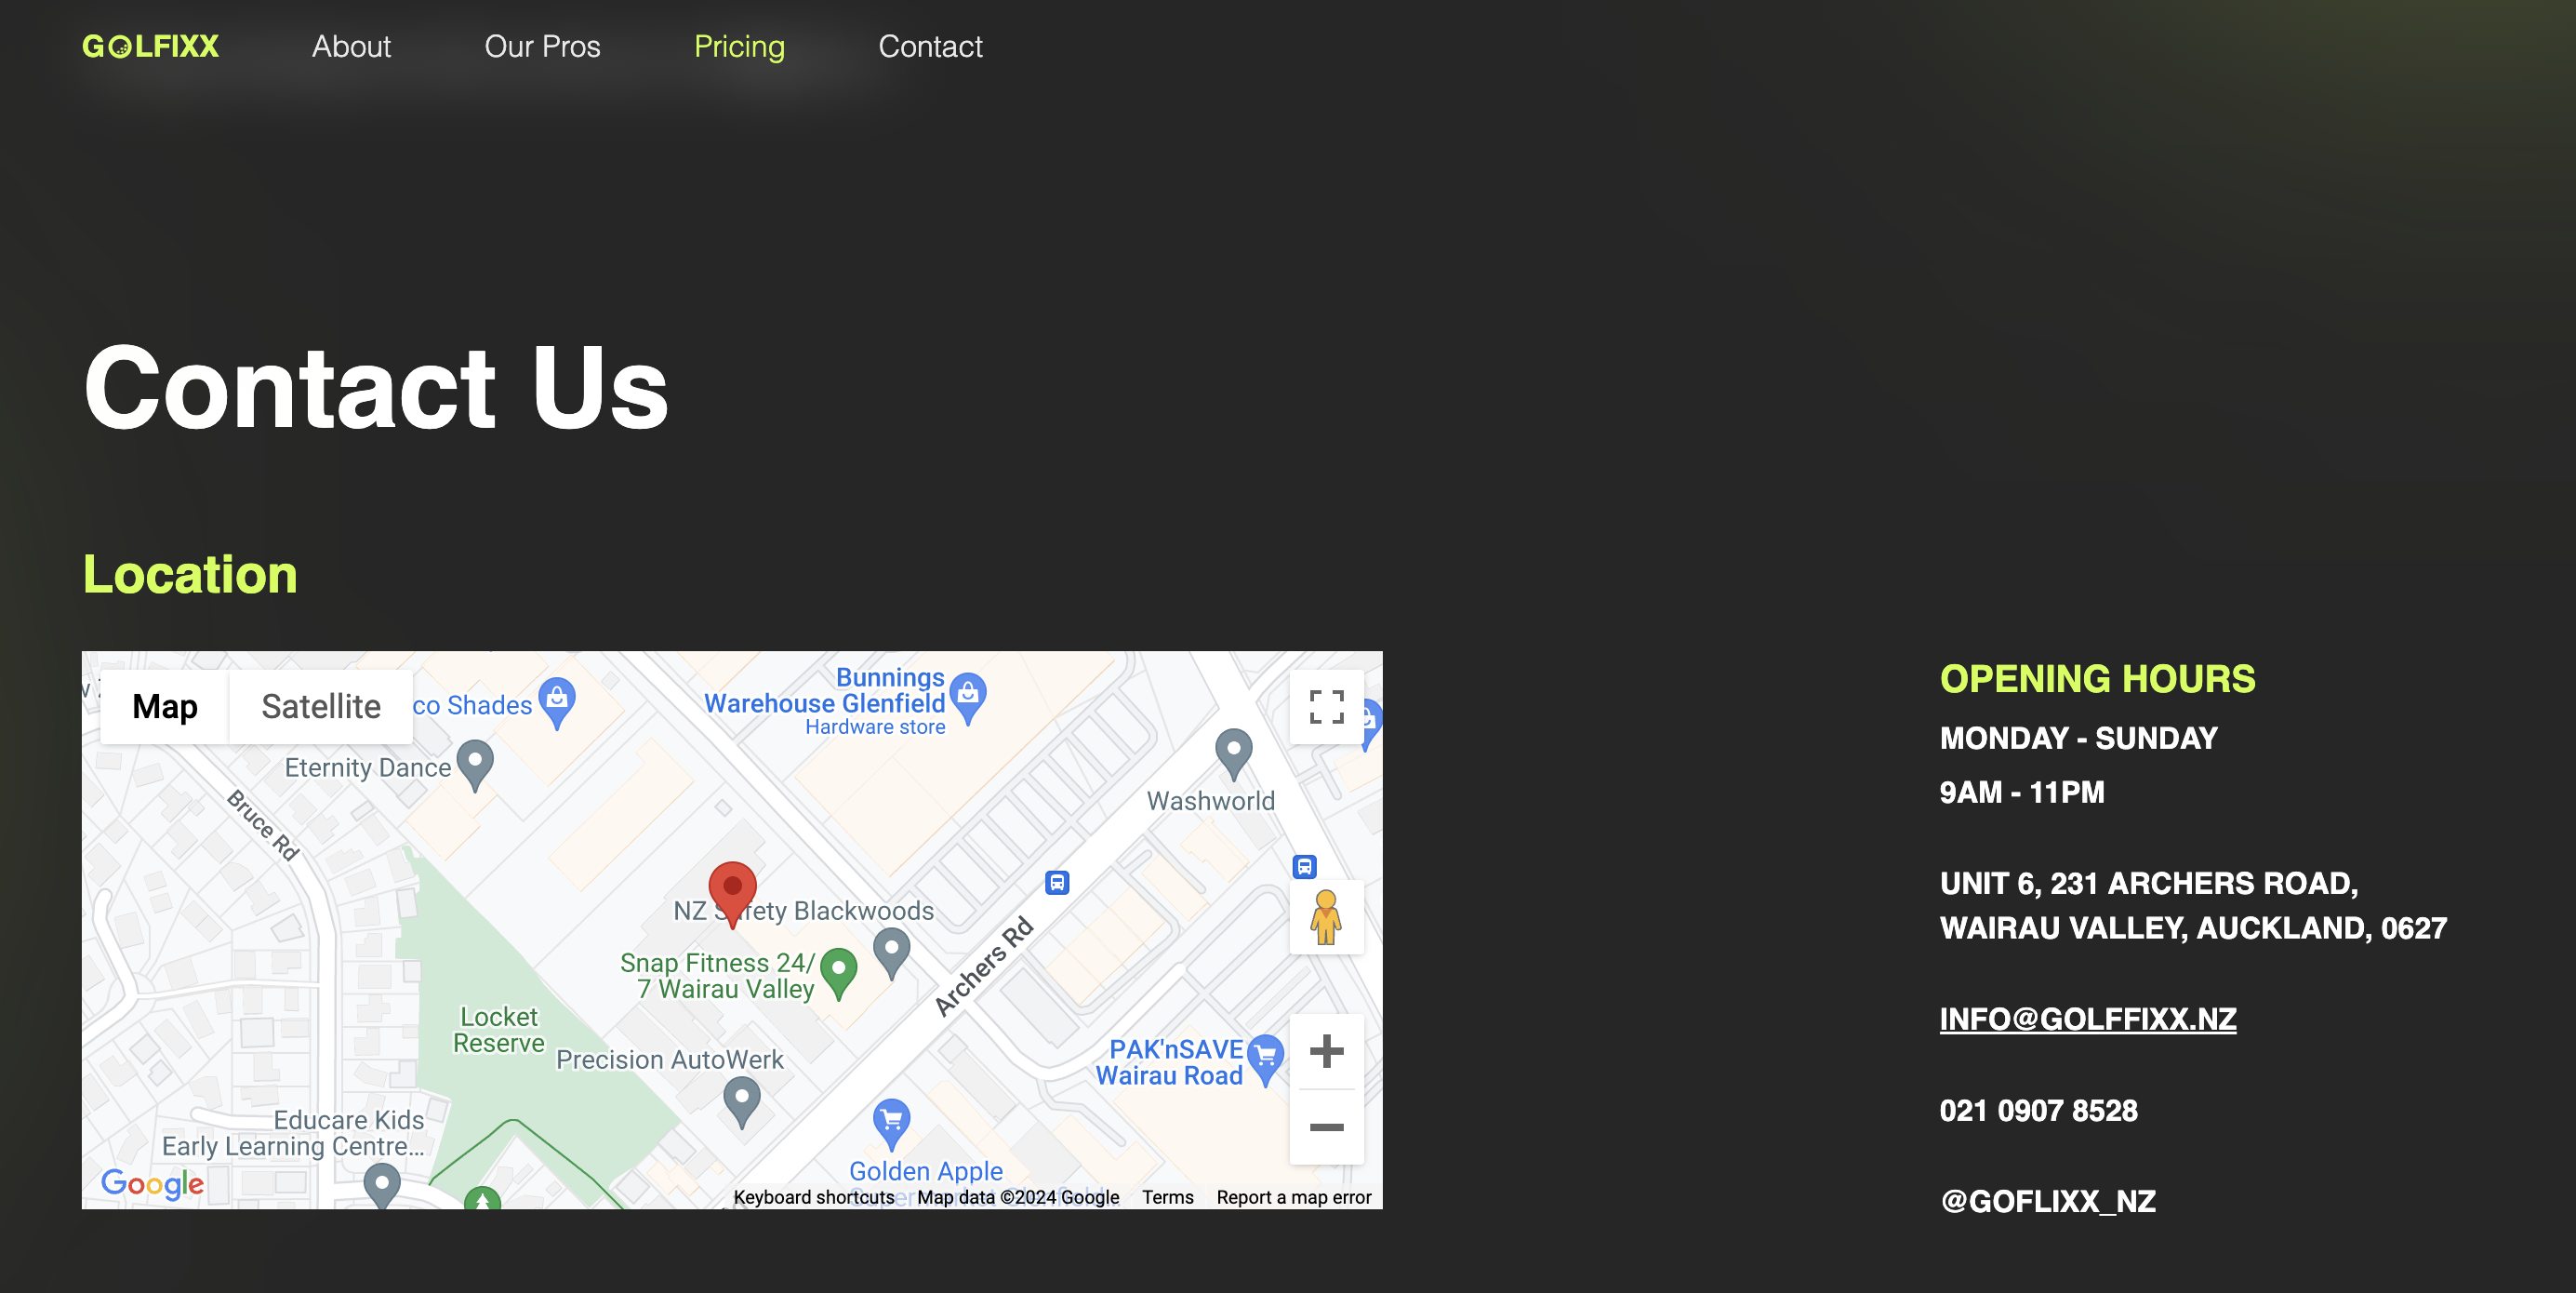 GOLFIXX
About
Our Pros
Pricing
Contact
Contact Us
Location
Map
Satellite
co Shades
Bunnings
Warehouse Glenfield
Hardware store
Eternity Dance
Washworld
Bruce Rd
NZ Safety Blackwoods
Snap Fitness 24/
7 Wairau Valley
Archers Rd
Locket
Reserve
Precision AutoWerk
PAK'nSAVE
Wairau Road
Educare Kids
Early Learning Centre...
Golden Apple
Supermarket Glenfield...
Google
Keyboard shortcuts
Map data ©2024 Google
Terms
Report a map error
OPENING HOURS
MONDAY - SUNDAY
9AM - 11PM
UNIT 6, 231 ARCHERS ROAD,
WAIRAU VALLEY, AUCKLAND, 0627
INFO@GOLFFIXX.NZ
021 0907 8528
@GOFLIXX_NZ